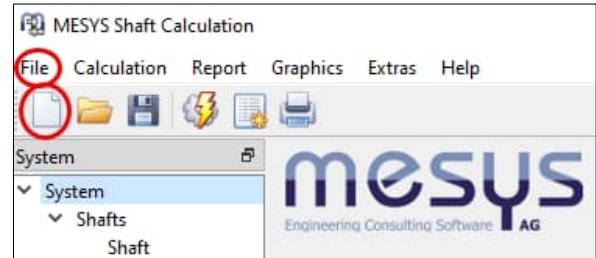 MESYS Shaft Calculation
File Calculation Report Graphics Extras Help
System
mesys
Engineering Consulting Software AG
System
Shafts
Shaft